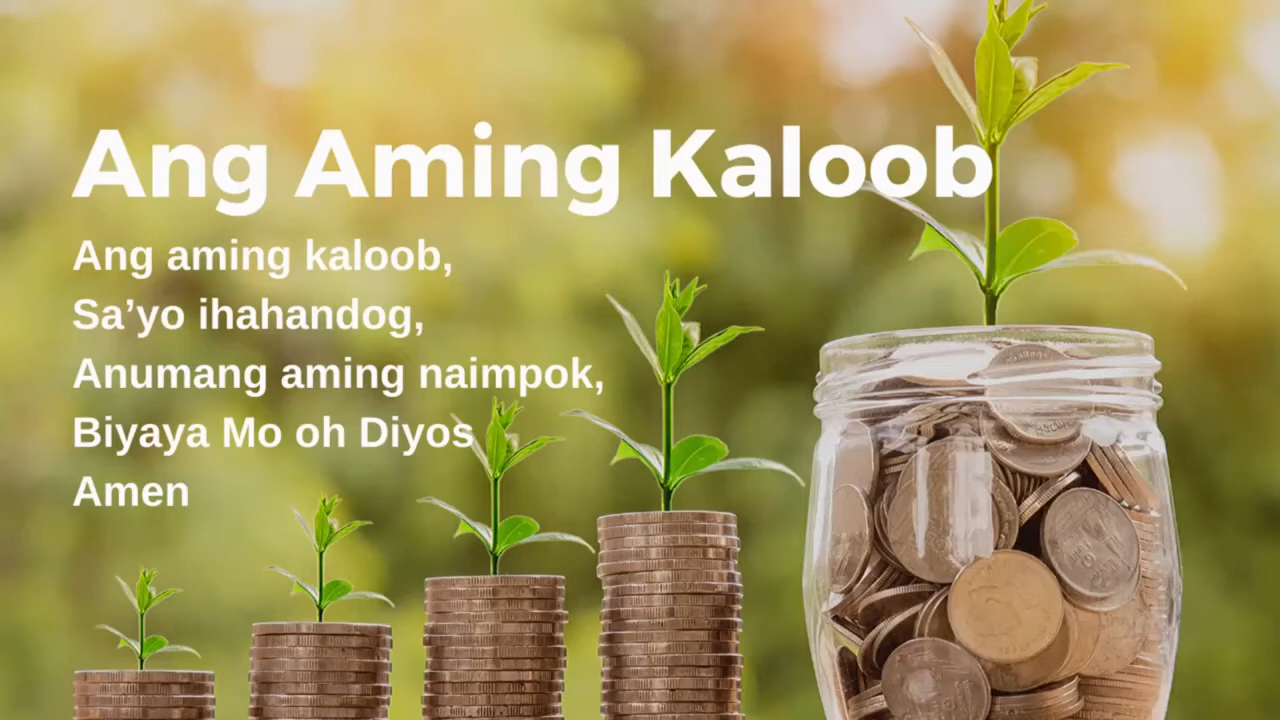 Ang Aming Kaloob
Ang aming kaloob,
Sa’yo ihahandog,
Anumang aming naimpok,
Biyaya Mo oh Diyos
Amen